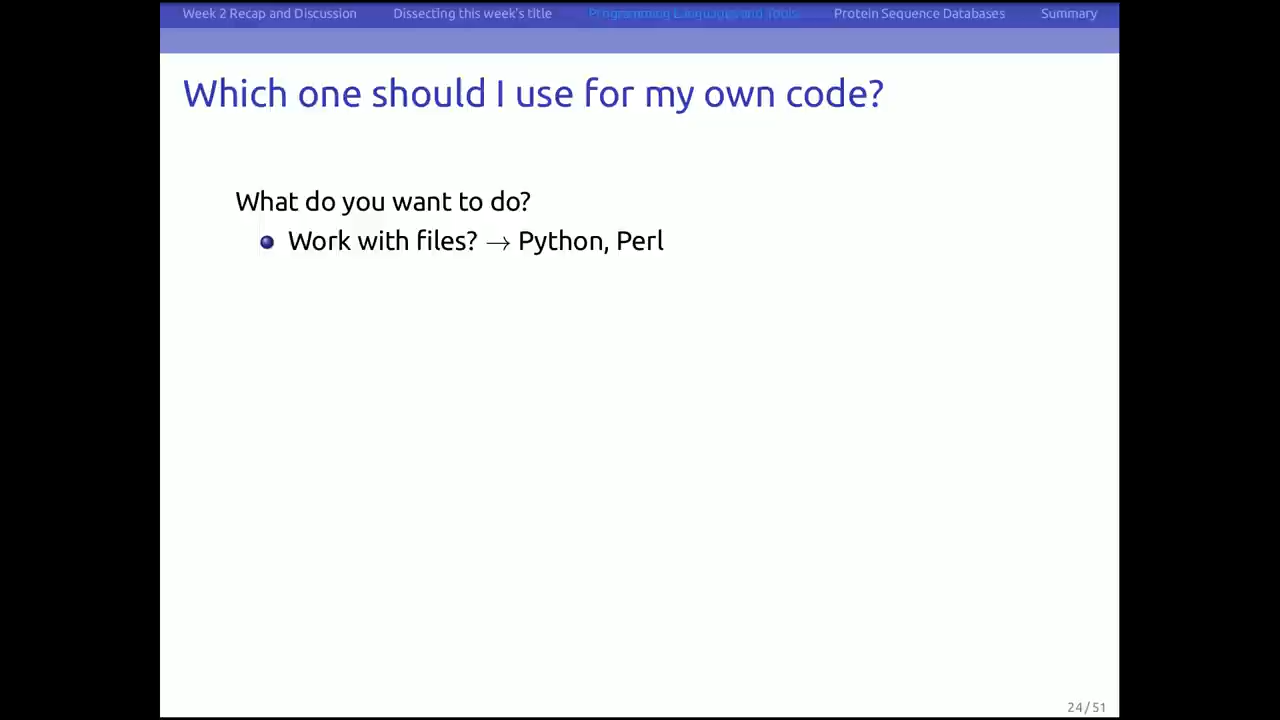 Week 2 Recap and Discussion Dissecting this week's title Programming Languages and Tools Protein Sequence Databases Summary
Which one should I use for my own code?
What do you want to do?
Work with files? → Python, Perl
24/51